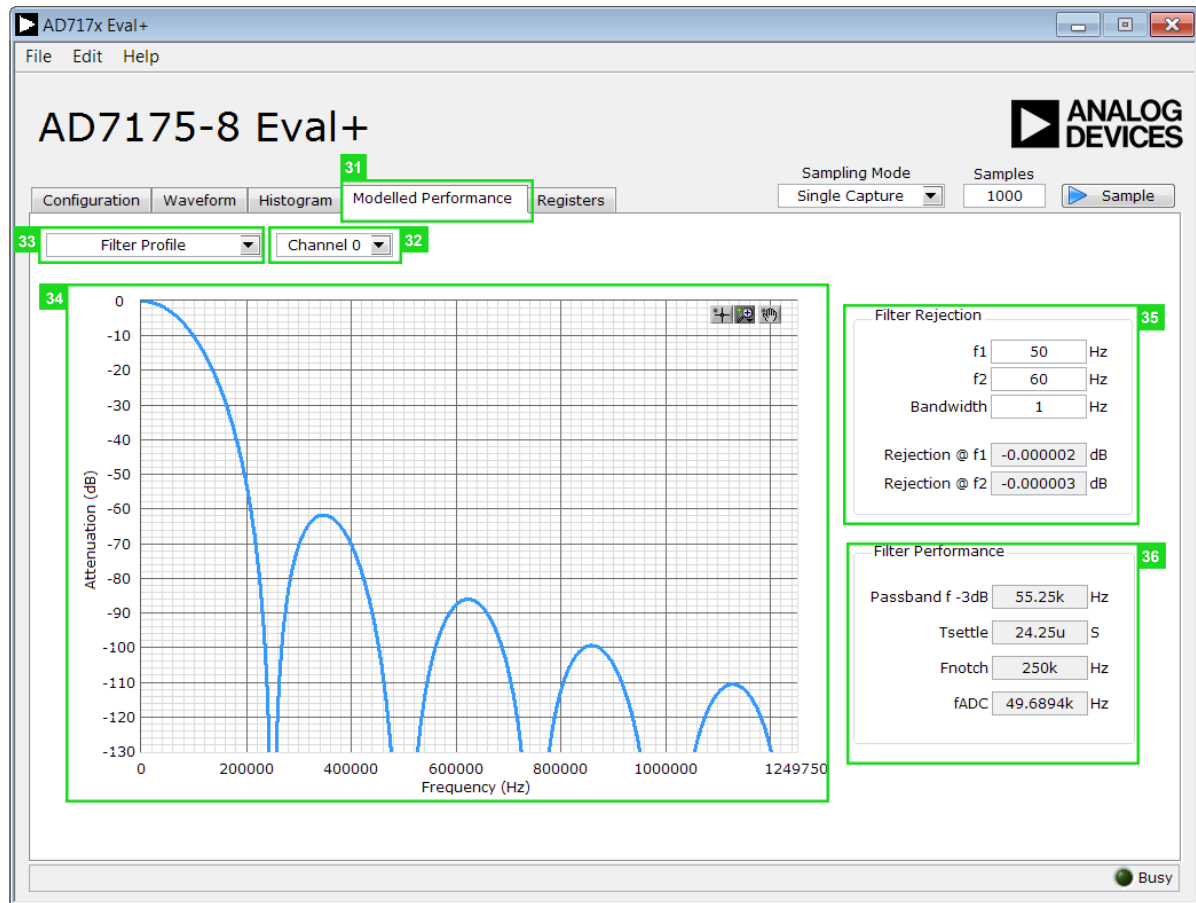 AD717x Eval+
File Edit Help
AD7175-8 Eval+
ANALOG
DEVICES
31
Sampling Mode
Samples
Configuration
Waveform
Histogram
Modelled Performance
Registers
Single Capture
1000
Sample
33
Filter Profile
Channel 0
32
34
0
-10
-20
-30
-40
-50
-60
-70
-80
-90
-100
-110
-120
-130
Attenuation (dB)
0
200000
400000
600000
800000
1000000
1249750
Frequency (Hz)
Filter Rejection
35
f1 50 Hz
f2 60 Hz
Bandwidth 1 Hz
Rejection @ f1 -0.000002 dB
Rejection @ f2 -0.000003 dB
Filter Performance
36
Passband f -3dB 55.25k Hz
Tsettle 24.25u S
Fnotch 250k Hz
fADC 49.6894k Hz
Busy